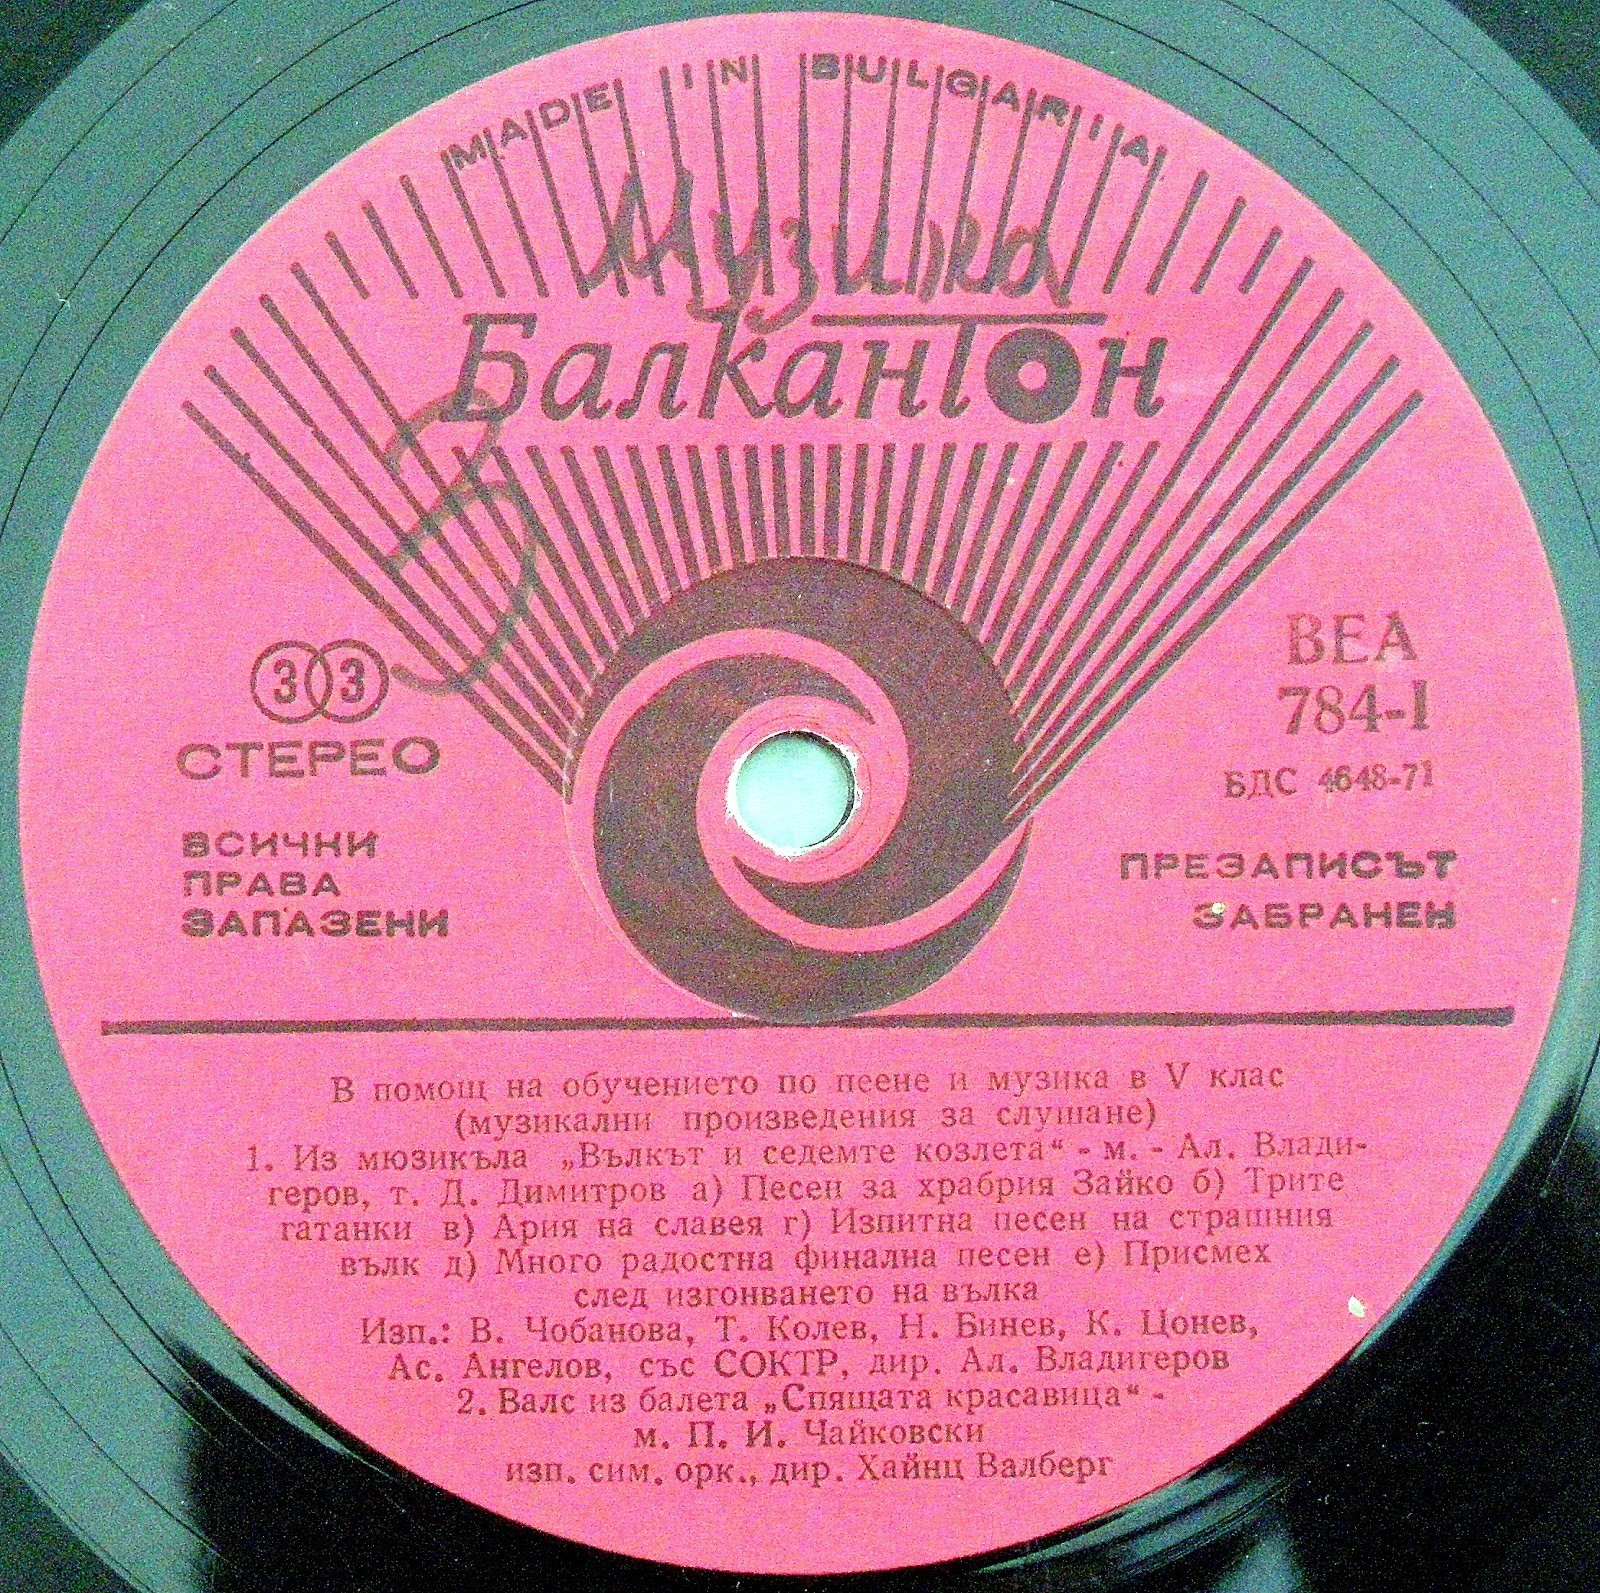 MADE IN BULGARIA
Музика
Балкантон
3
33
СТЕРЕО
ВСИЧКИ
ПРАВА
ЗАПАЗЕНИ
ВЕА
784-I
БДС 4648-71
ПРЕЗАПИСЪТ
ЗАБРАНЕН
В помощ на обучението по пеене и музика в V клас
(музикални произведения за слушане)
1. Из мюзикъла „Вълкът и седемте козлета“ - м. - Ал. Влади-
геров, т. Д. Димитров а) Песен за храбрия Зайко б) Трите
гатанки в) Ария на славея г) Изпитна песен на страшния
вълк д) Много радостна финална песен е) Присмех
след изгонването на вълка
Изп.: В. Чобанова, Т. Колев, Н. Бинев, К. Цонев,
Ас. Ангелов, със СОКТР, дир. Ал. Владигеров
2. Валс из балета „Спящата красавица“ -
м. П. И. Чайковски
изп. сим. орк., дир. Хайнц Валберг